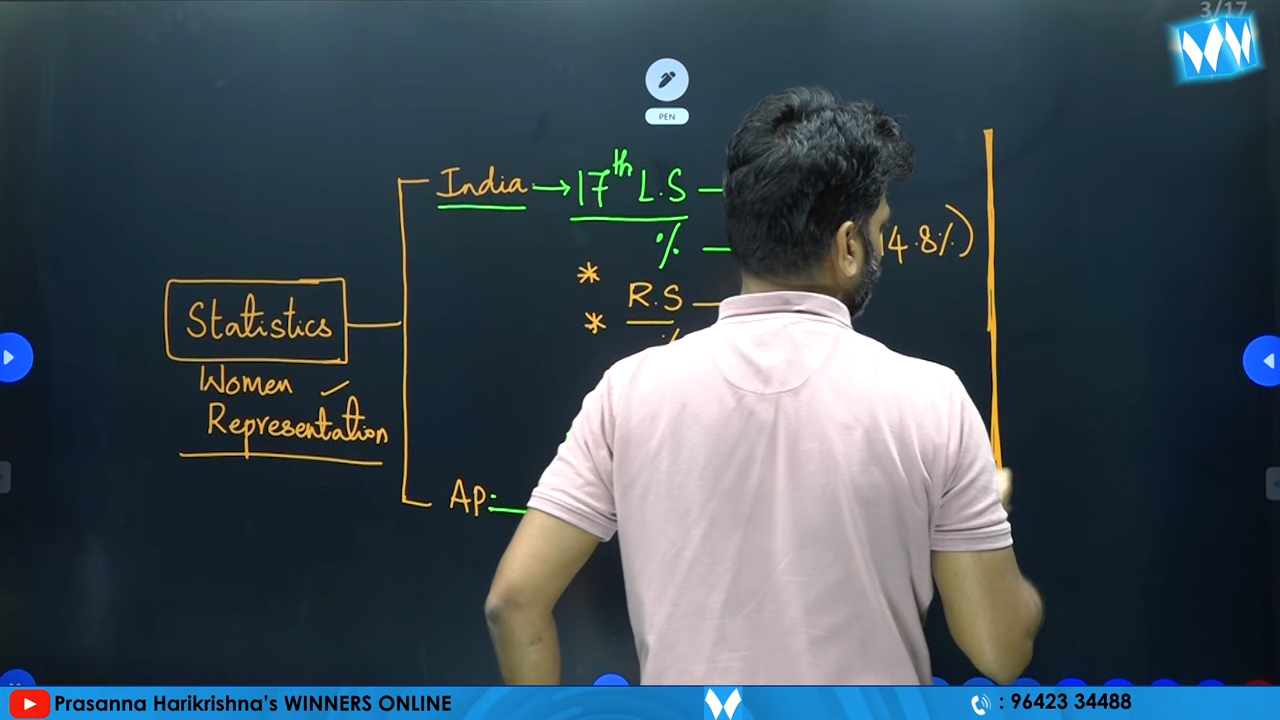 3/17
W
PEN
India → 17th L.S —
% — 14.8%)
* R.S —
*
Statistics
Women ✓
Representation
AP:
Prasanna Harikrishna's WINNERS ONLINE
: 96423 34488